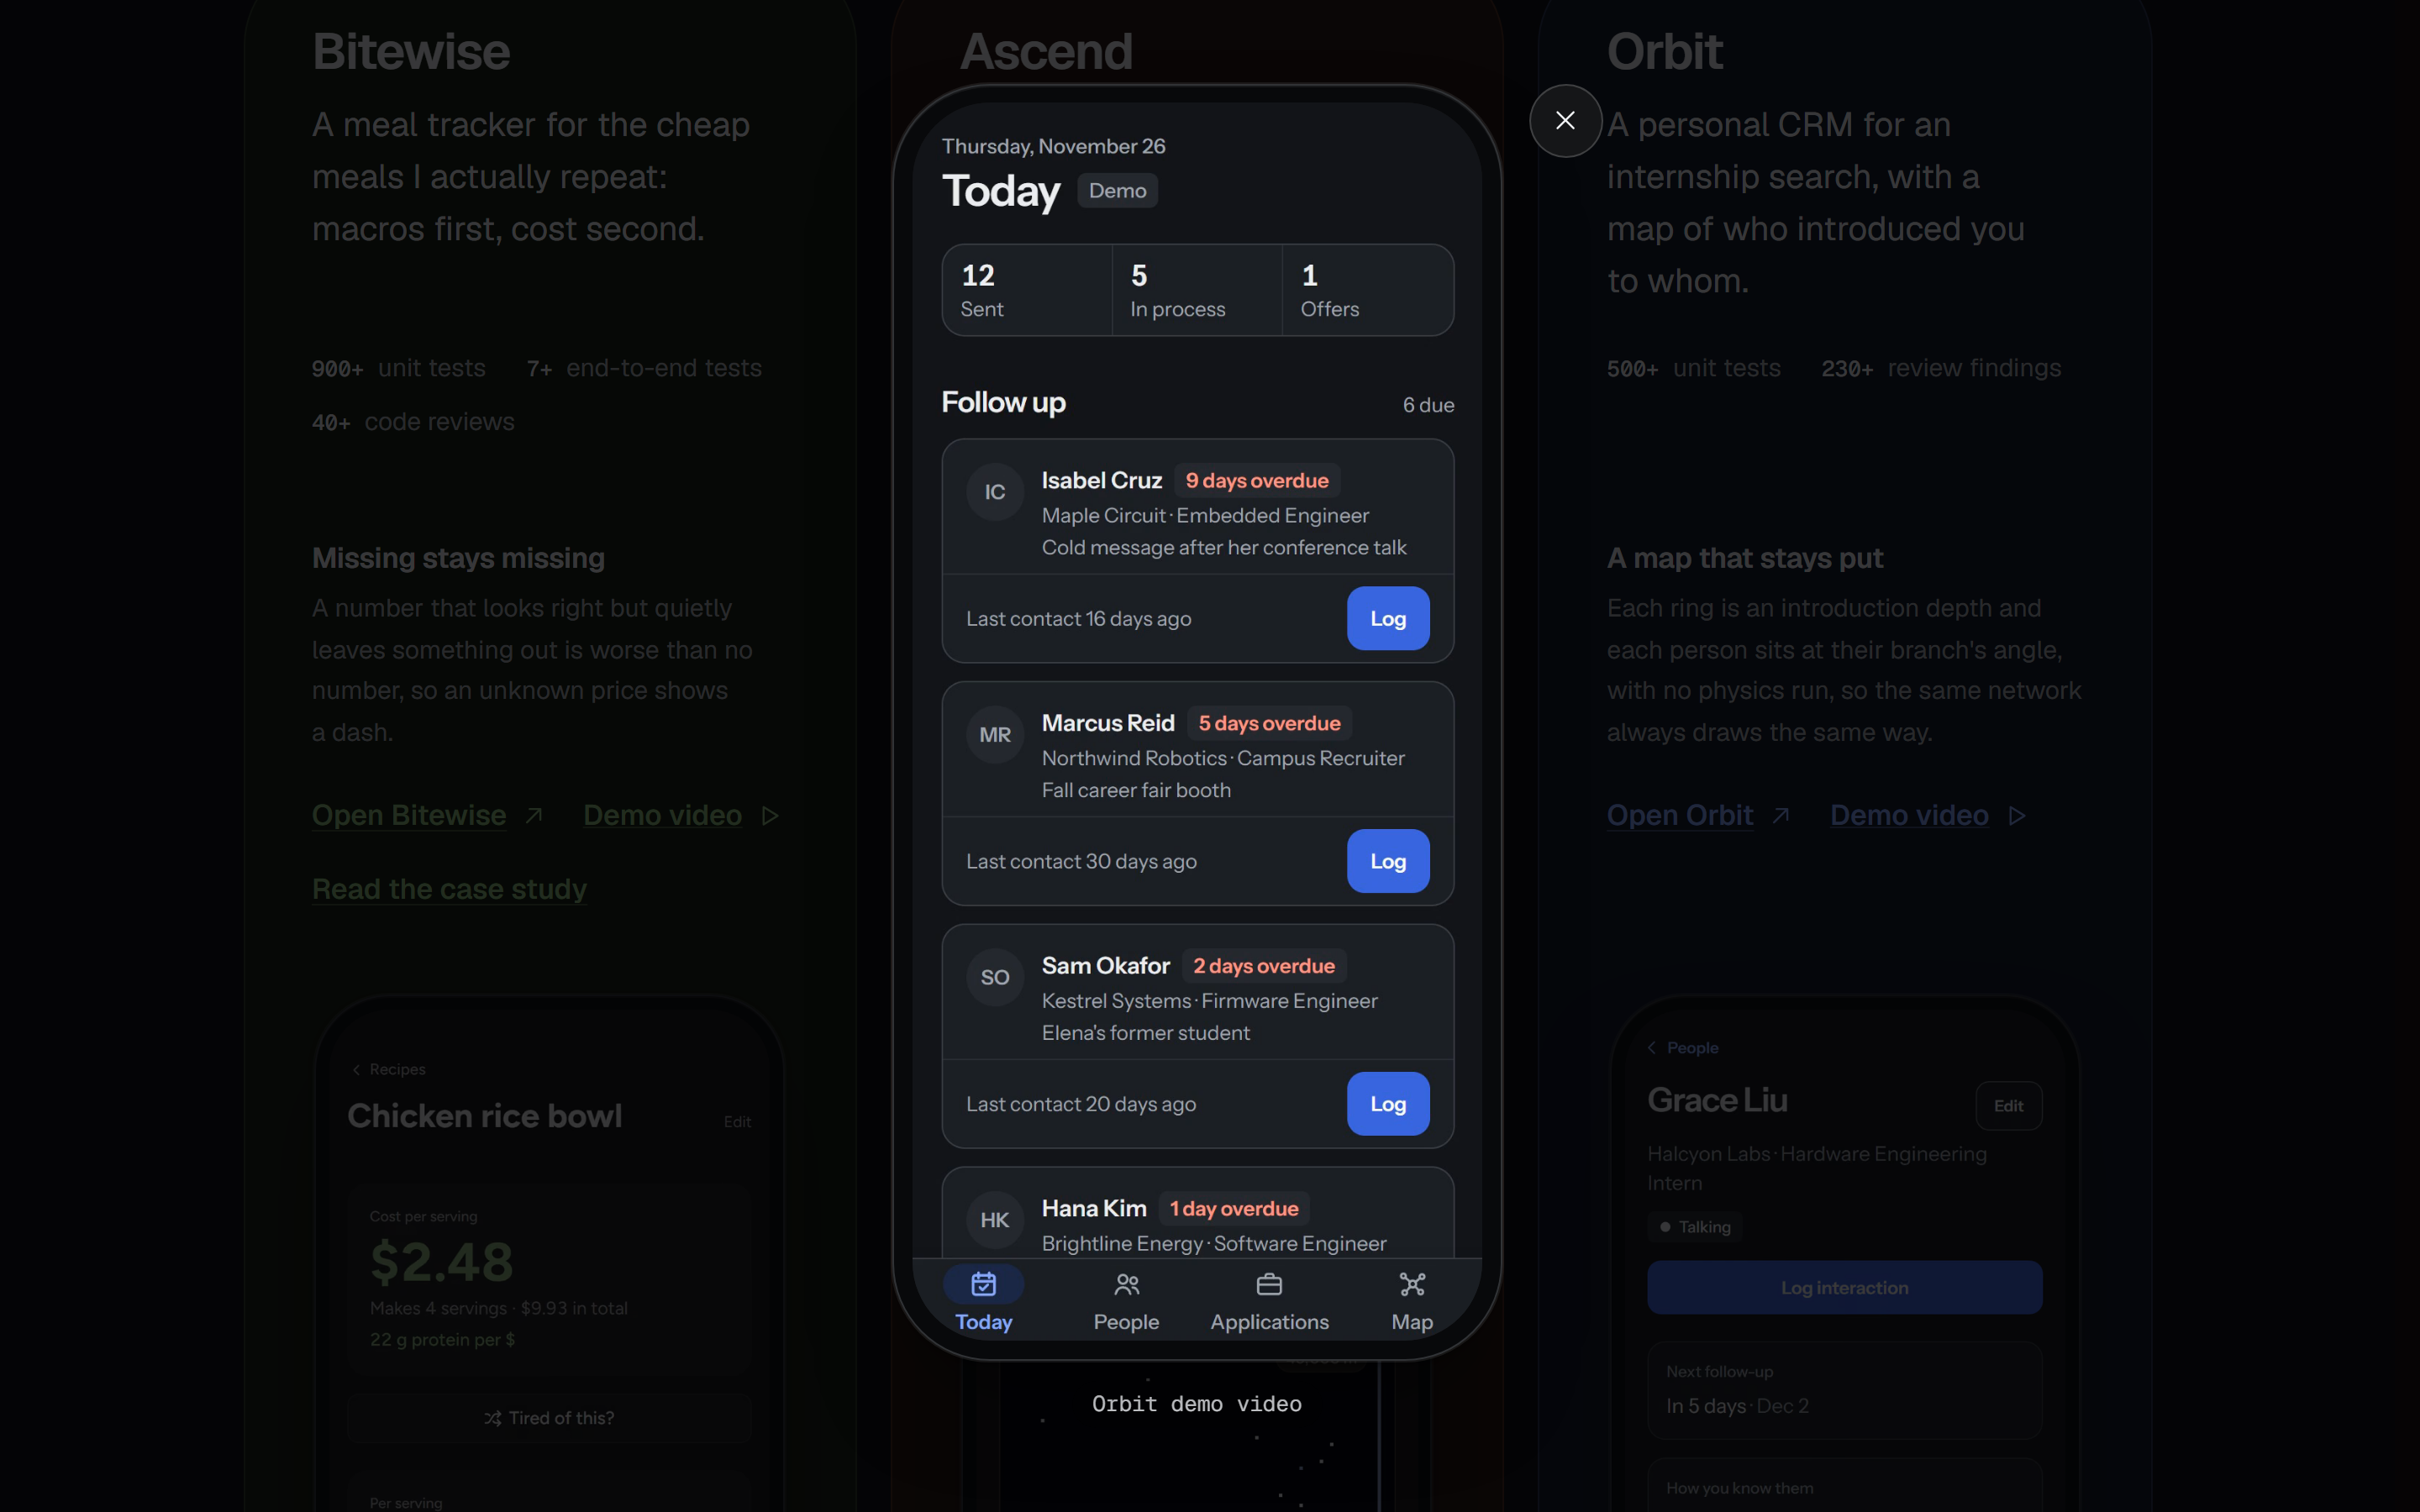 Bitewise
A meal tracker for the cheap
meals I actually repeat:
macros first, cost second.
900+ unit tests 7+ end-to-end tests
40+ code reviews
Missing stays missing
A number that looks right but quietly
leaves something out is worse than no
number, so an unknown price shows
a dash.
Open Bitewise Demo video
Read the case study
Recipes
Chicken rice bowl
Edit
Cost per serving
$2.48
Makes 4 servings · $9.93 in total
22 g protein per $
Tired of this?
Per serving
Ascend
Thursday, November 26
Today Demo
12 5 1
Sent In process Offers
Follow up 6 due
IC
Isabel Cruz 9 days overdue
Maple Circuit · Embedded Engineer
Cold message after her conference talk
Last contact 16 days ago Log
MR
Marcus Reid 5 days overdue
Northwind Robotics · Campus Recruiter
Fall career fair booth
Last contact 30 days ago Log
SO
Sam Okafor 2 days overdue
Kestrel Systems · Firmware Engineer
Elena's former student
Last contact 20 days ago Log
HK
Hana Kim 1 day overdue
Brightline Energy · Software Engineer
Today People Applications Map
Orbit demo video
Orbit
A personal CRM for an
internship search, with a
map of who introduced you
to whom.
500+ unit tests 230+ review findings
A map that stays put
Each ring is an introduction depth and
each person sits at their branch's angle,
with no physics run, so the same network
always draws the same way.
Open Orbit Demo video
People
Grace Liu
Edit
Halcyon Labs · Hardware Engineering
Intern
Talking
Log interaction
Next follow-up
In 5 days · Dec 2
How you know them